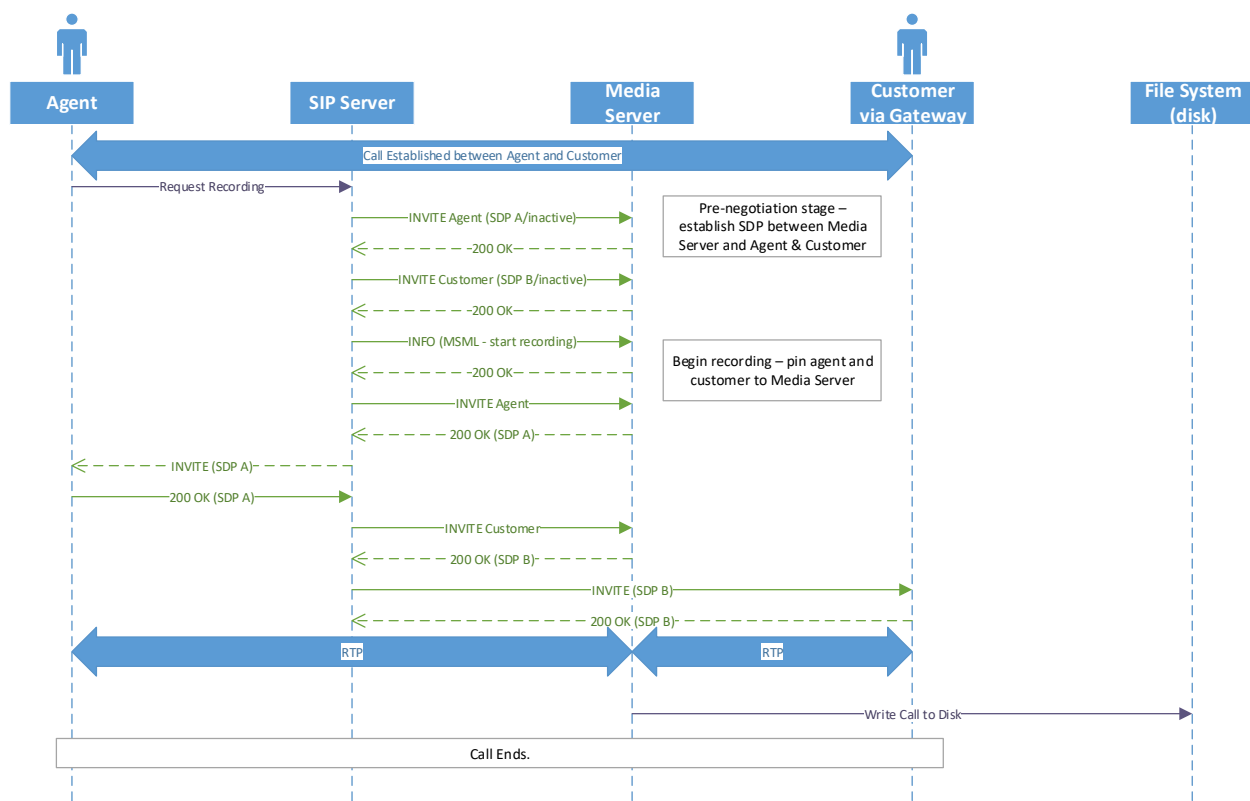 Agent
SIP Server
Media
Server
Customer
via Gateway
File System
(disk)
Call Established between Agent and Customer
Request Recording
INVITE Agent (SDP A/inactive)
Pre-negotiation stage –
establish SDP between Media
Server and Agent & Customer
200 OK
INVITE Customer (SDP B/inactive)
200 OK
INFO (MSML - start recording)
Begin recording – pin agent and
customer to Media Server
200 OK
INVITE Agent
200 OK (SDP A)
INVITE (SDP A)
200 OK (SDP A)
INVITE Customer
200 OK (SDP B)
INVITE (SDP B)
200 OK (SDP B)
RTP
RTP
Write Call to Disk
Call Ends.